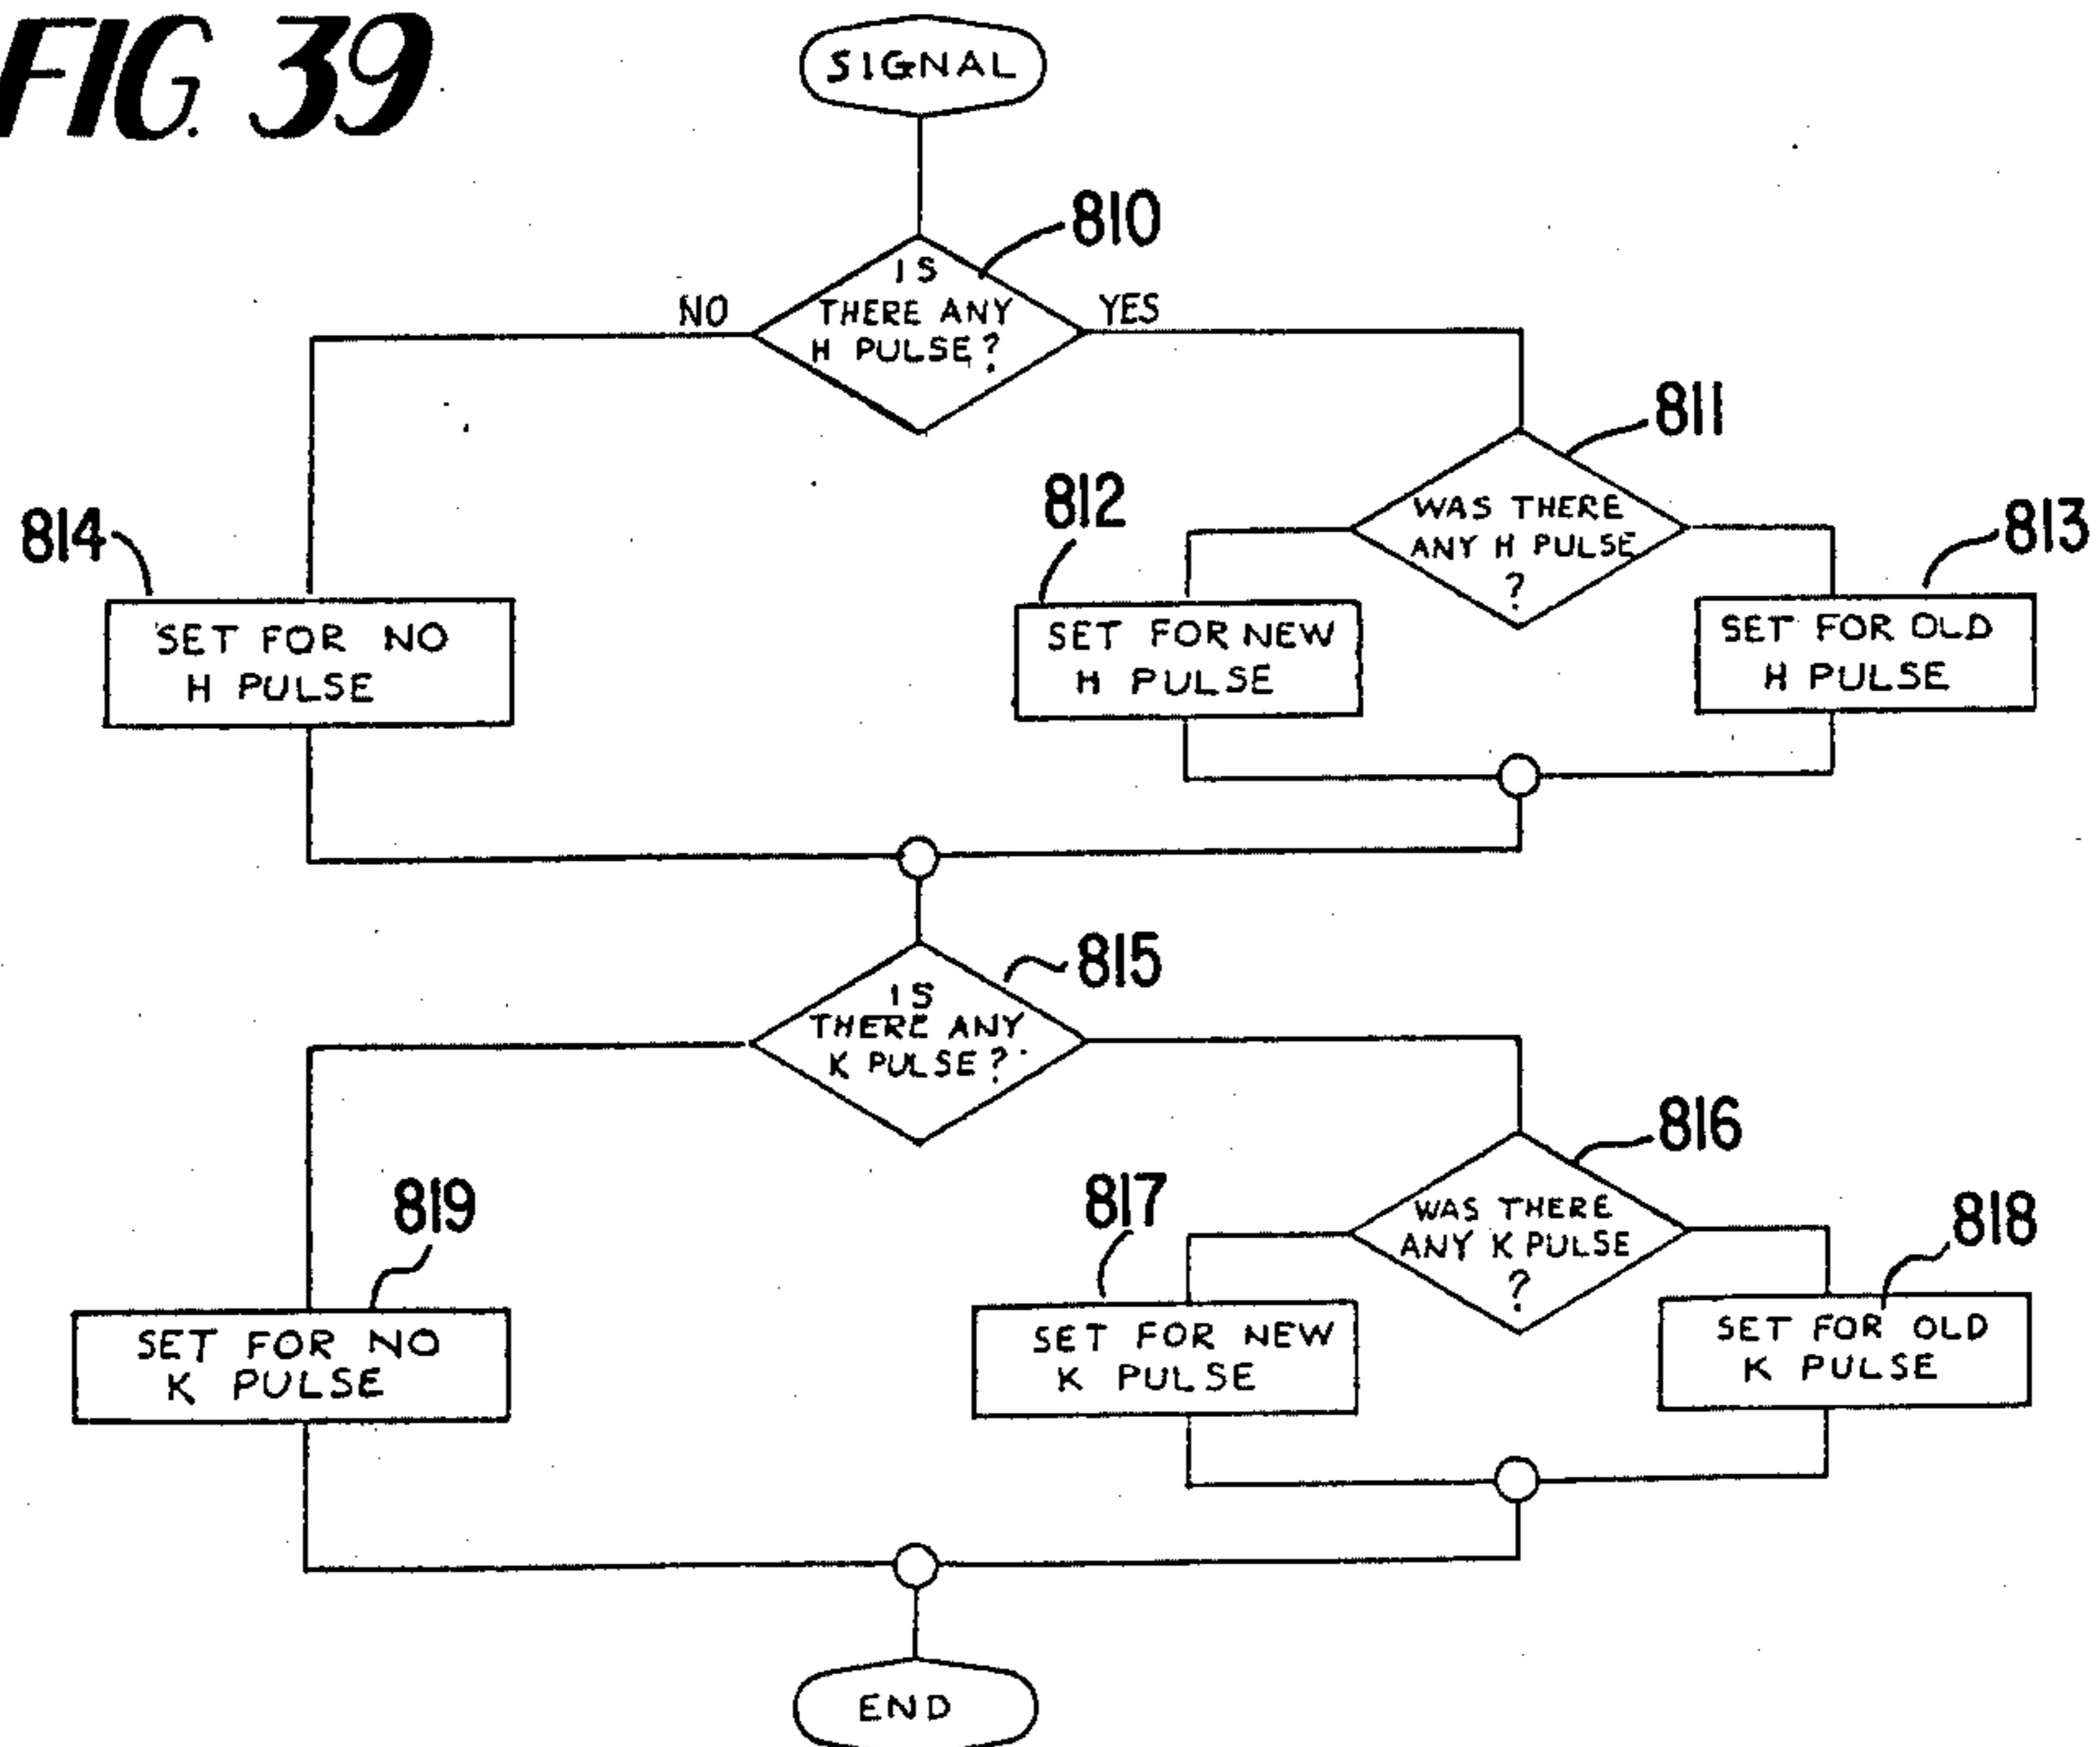 FIG. 39
SIGNAL
810
IS
THERE ANY
H PULSE?
NO
YES
811
WAS THERE
ANY H PULSE
?
812
813
814
SET FOR NO
H PULSE
SET FOR NEW
H PULSE
SET FOR OLD
H PULSE
815
IS
THERE ANY
K PULSE?
816
WAS THERE
ANY K PULSE
?
817
818
819
SET FOR NO
K PULSE
SET FOR NEW
K PULSE
SET FOR OLD
K PULSE
END